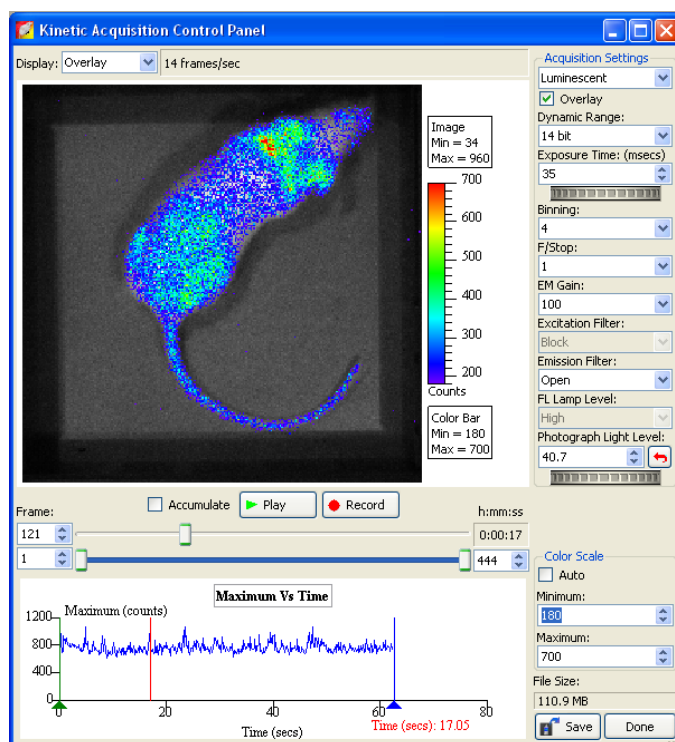 Kinetic Acquisition Control Panel
Display: Overlay 14 frames/sec
Image
Min = 34
Max = 960
700
600
500
400
300
200
Counts
Color Bar
Min = 180
Max = 700
Acquisition Settings
Luminescent
Overlay
Dynamic Range:
14 bit
Exposure Time: (msecs)
35
Binning:
4
F/Stop:
1
EM Gain:
100
Excitation Filter:
Block
Emission Filter:
Open
FL Lamp Level:
High
Photograph Light Level:
40.7
Frame: Accumulate Play Record h:mm:ss
121 0:00:17
1 444
Maximum Vs Time
Maximum (counts)
1200
800
400
0
0 20 40 60 80
Time (secs)
Time (secs): 17.05
Color Scale
Auto
Minimum:
180
Maximum:
700
File Size:
110.9 MB
Save Done